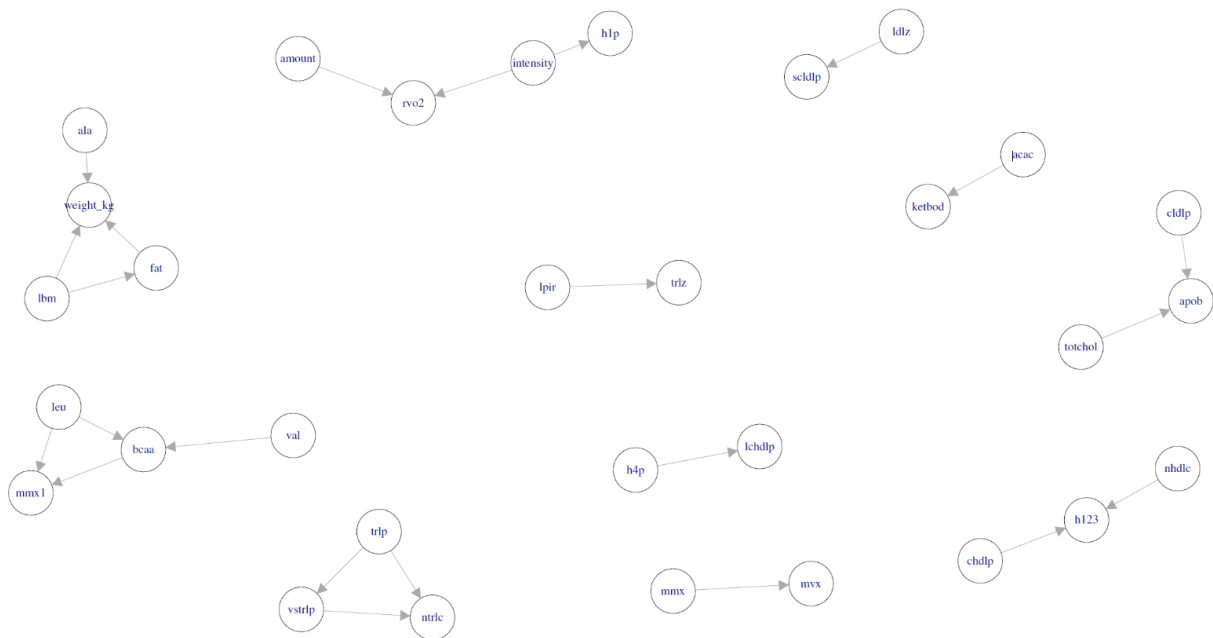 h1p
ldlz
amount
intensity
scldlp
rvo2
ala
acac
weight_kg
ketbod
cldlp
fat
lbm
lpir
trlz
apob
totchol
leu
bcaa
val
lchdlp
h4p
nhdlc
mmx1
h123
trlp
chdlp
mmx
mvx
vstrlp
ntrlc